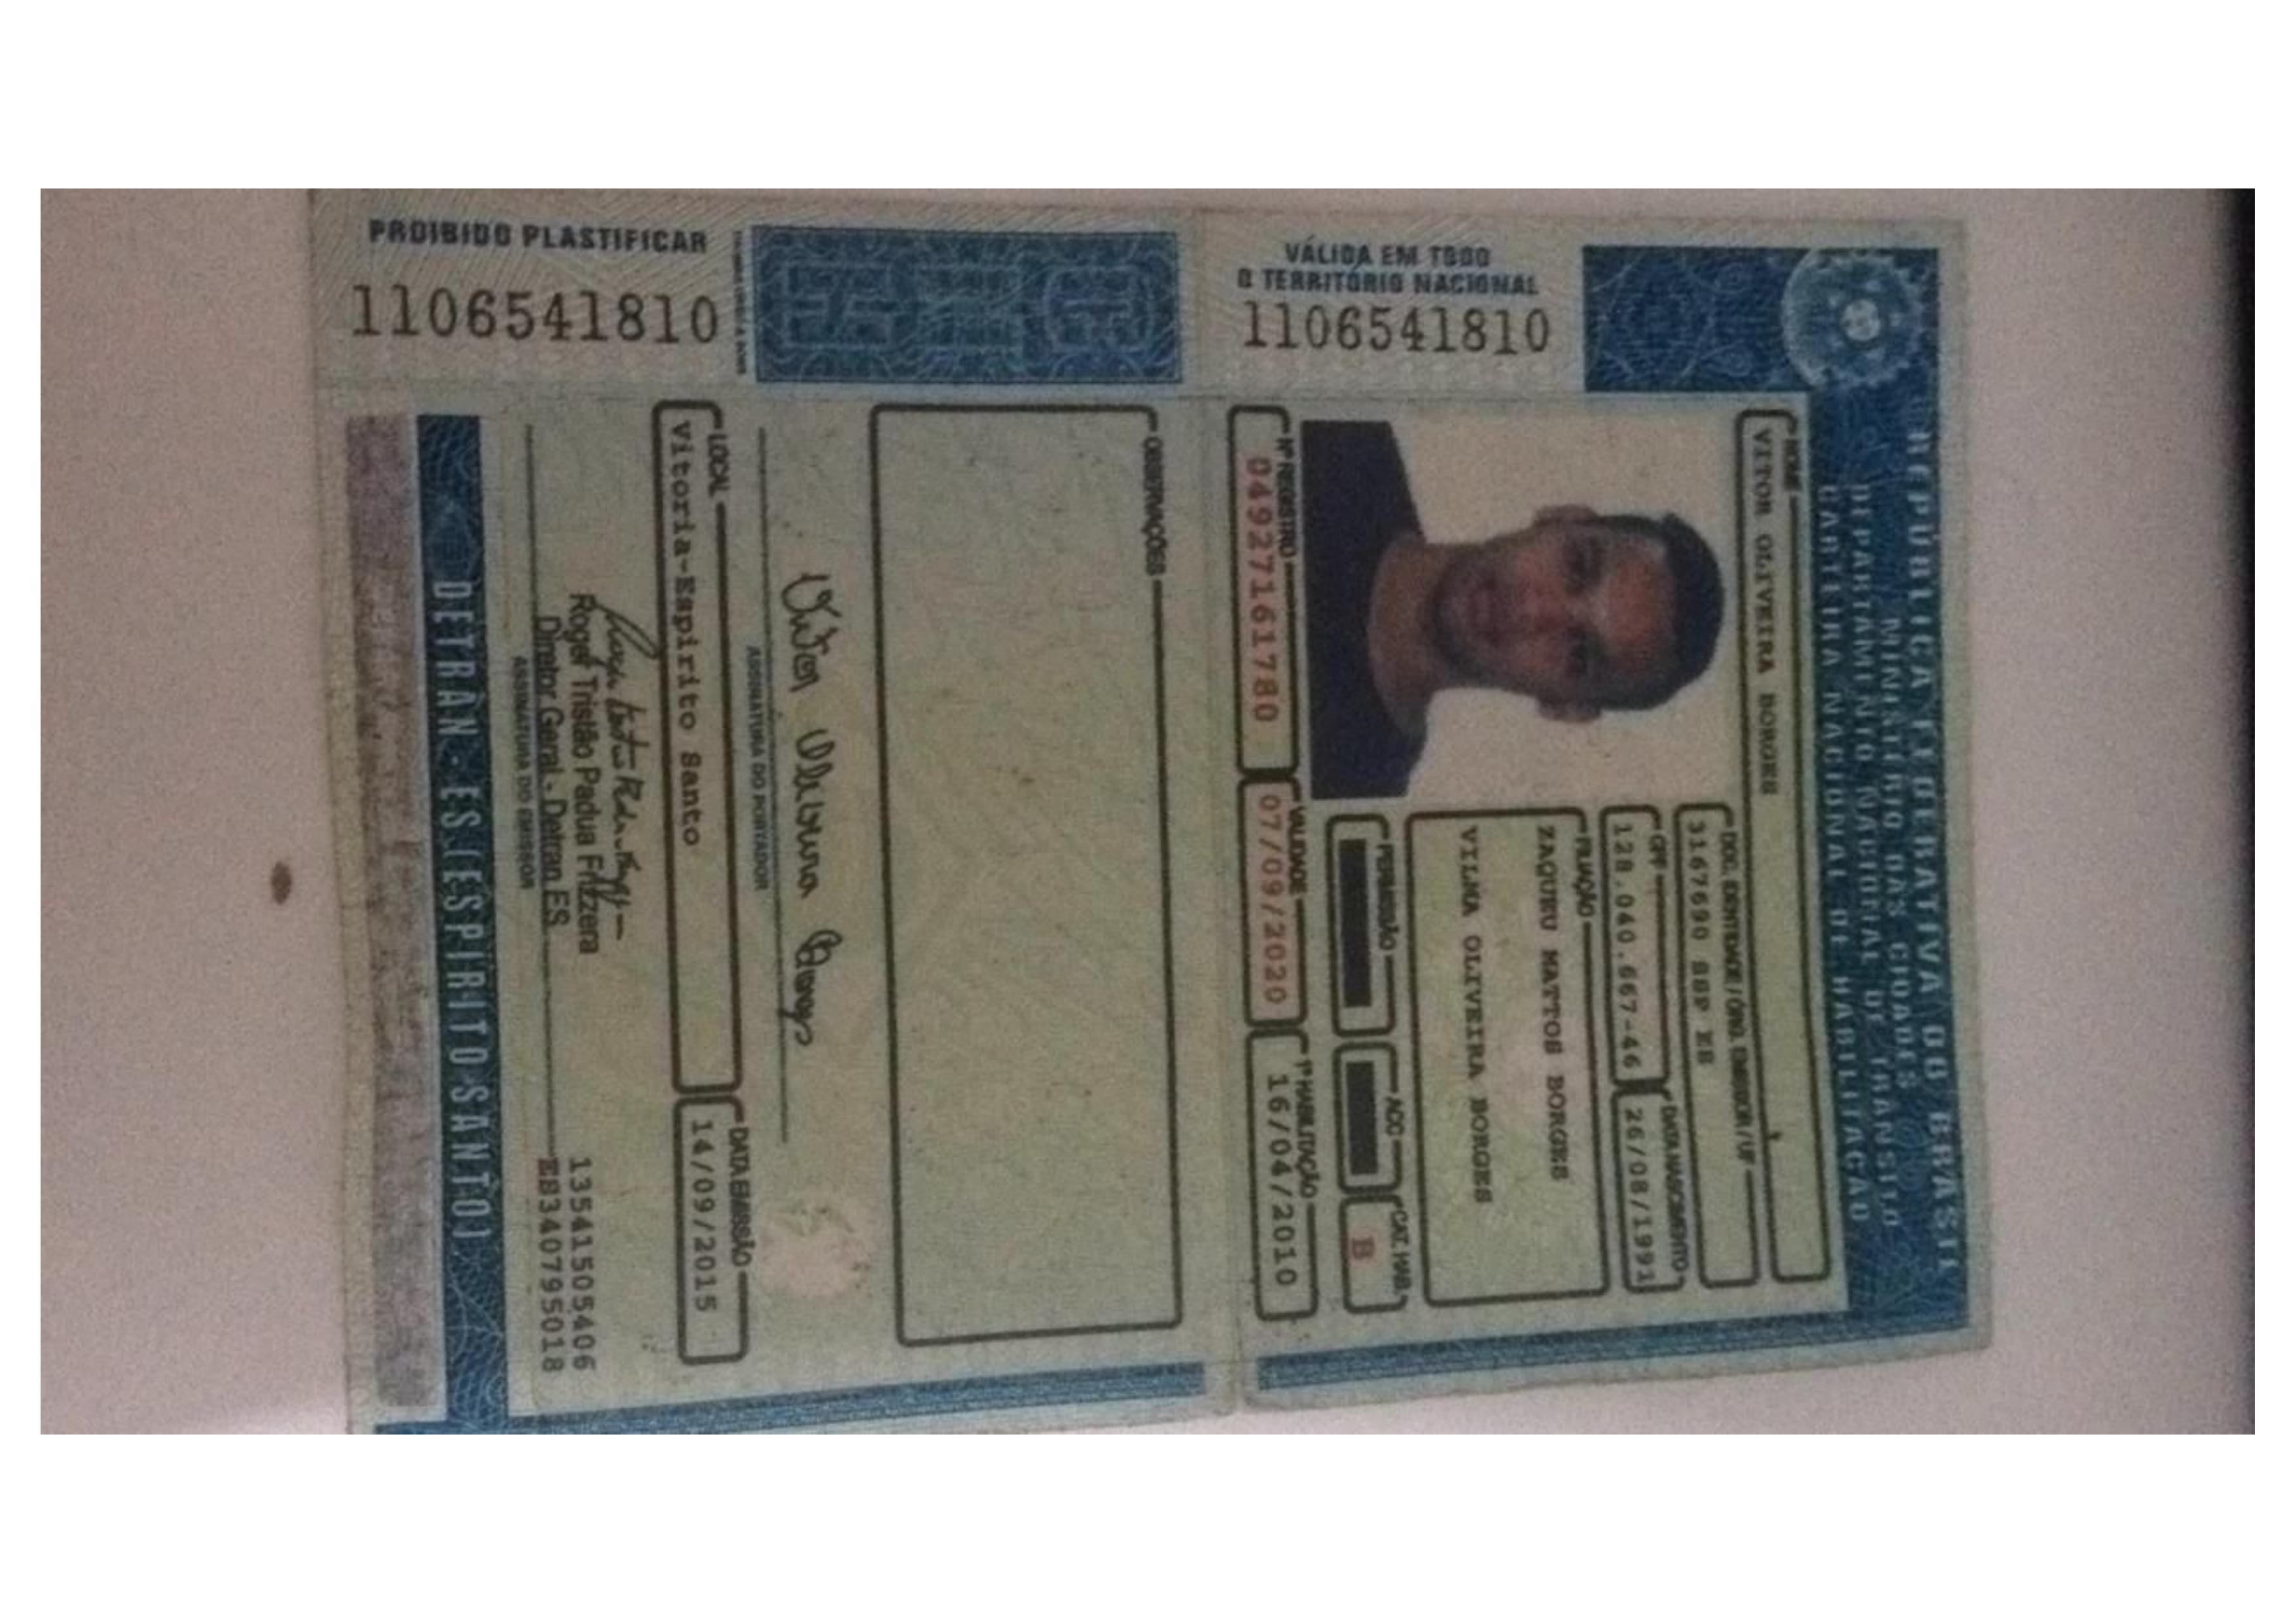 REPÚBLICA FEDERATIVA DO BRASIL
MINISTÉRIO DAS CIDADES
DEPARTAMENTO NACIONAL DE TRÂNSITO
CARTEIRA NACIONAL DE HABILITAÇÃO
NOME
VITOR OLIVEIRA BORGES
DOC. IDENTIDADE / ÓRG. EMISSOR / UF
3167690 SSP ES
CPF
128.040.667-46
DATA NASCIMENTO
26/08/1991
FILIAÇÃO
ZAQUEU MATTOS BORGES
VILMA OLIVEIRA BORGES
PERMISSÃO
ACC
CAT. HAB.
B
Nº REGISTRO
04927161780
VALIDADE
07/09/2020
1ª HABILITAÇÃO
16/04/2010
VÁLIDA EM TODO
O TERRITÓRIO NACIONAL
1106541810
OBSERVAÇÕES
Vitor Oliveira Borges
ASSINATURA DO PORTADOR
LOCAL
Vitoria-Espirito Santo
DATA EMISSÃO
14/09/2015
Roger Tristão Padua Frizzera
Diretor Geral - Detran ES
ASSINATURA DO EMISSOR
13541505406
ES340795018
DETRAN - ES (ESPIRITO SANTO)
PROIBIDO PLASTIFICAR
1106541810